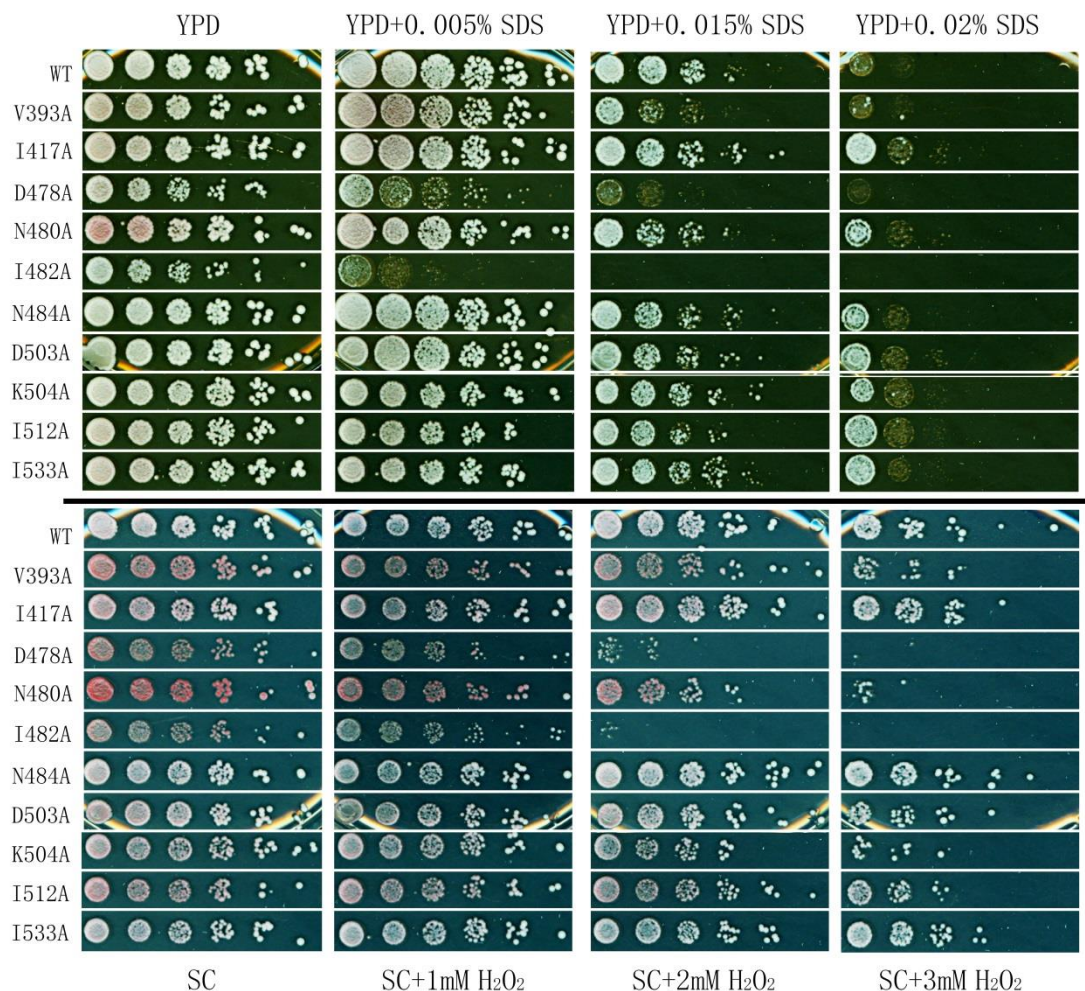 YPD YPD+0.005% SDS YPD+0.015% SDS YPD+0.02% SDS
WT
V393A
I417A
D478A
N480A
I482A
N484A
D503A
K504A
I512A
I533A
WT
V393A
I417A
D478A
N480A
I482A
N484A
D503A
K504A
I512A
I533A
SC SC+1mM H₂O₂ SC+2mM H₂O₂ SC+3mM H₂O₂